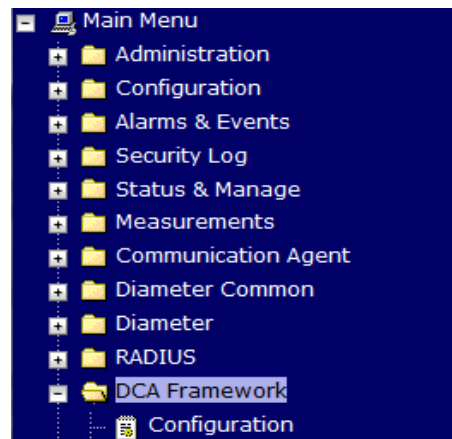 Main Menu
Administration
Configuration
Alarms & Events
Security Log
Status & Manage
Measurements
Communication Agent
Diameter Common
Diameter
RADIUS
DCA Framework
Configuration